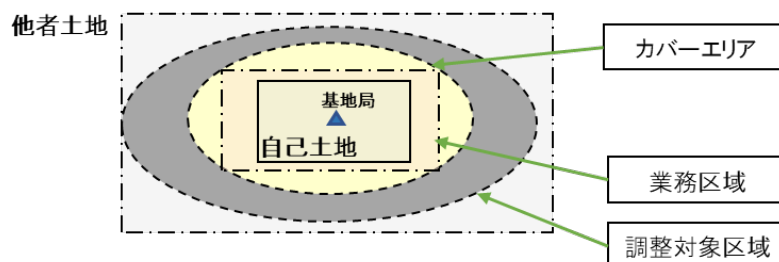 他者土地
カバーエリア
基地局
自己土地
業務区域
調整対象区域